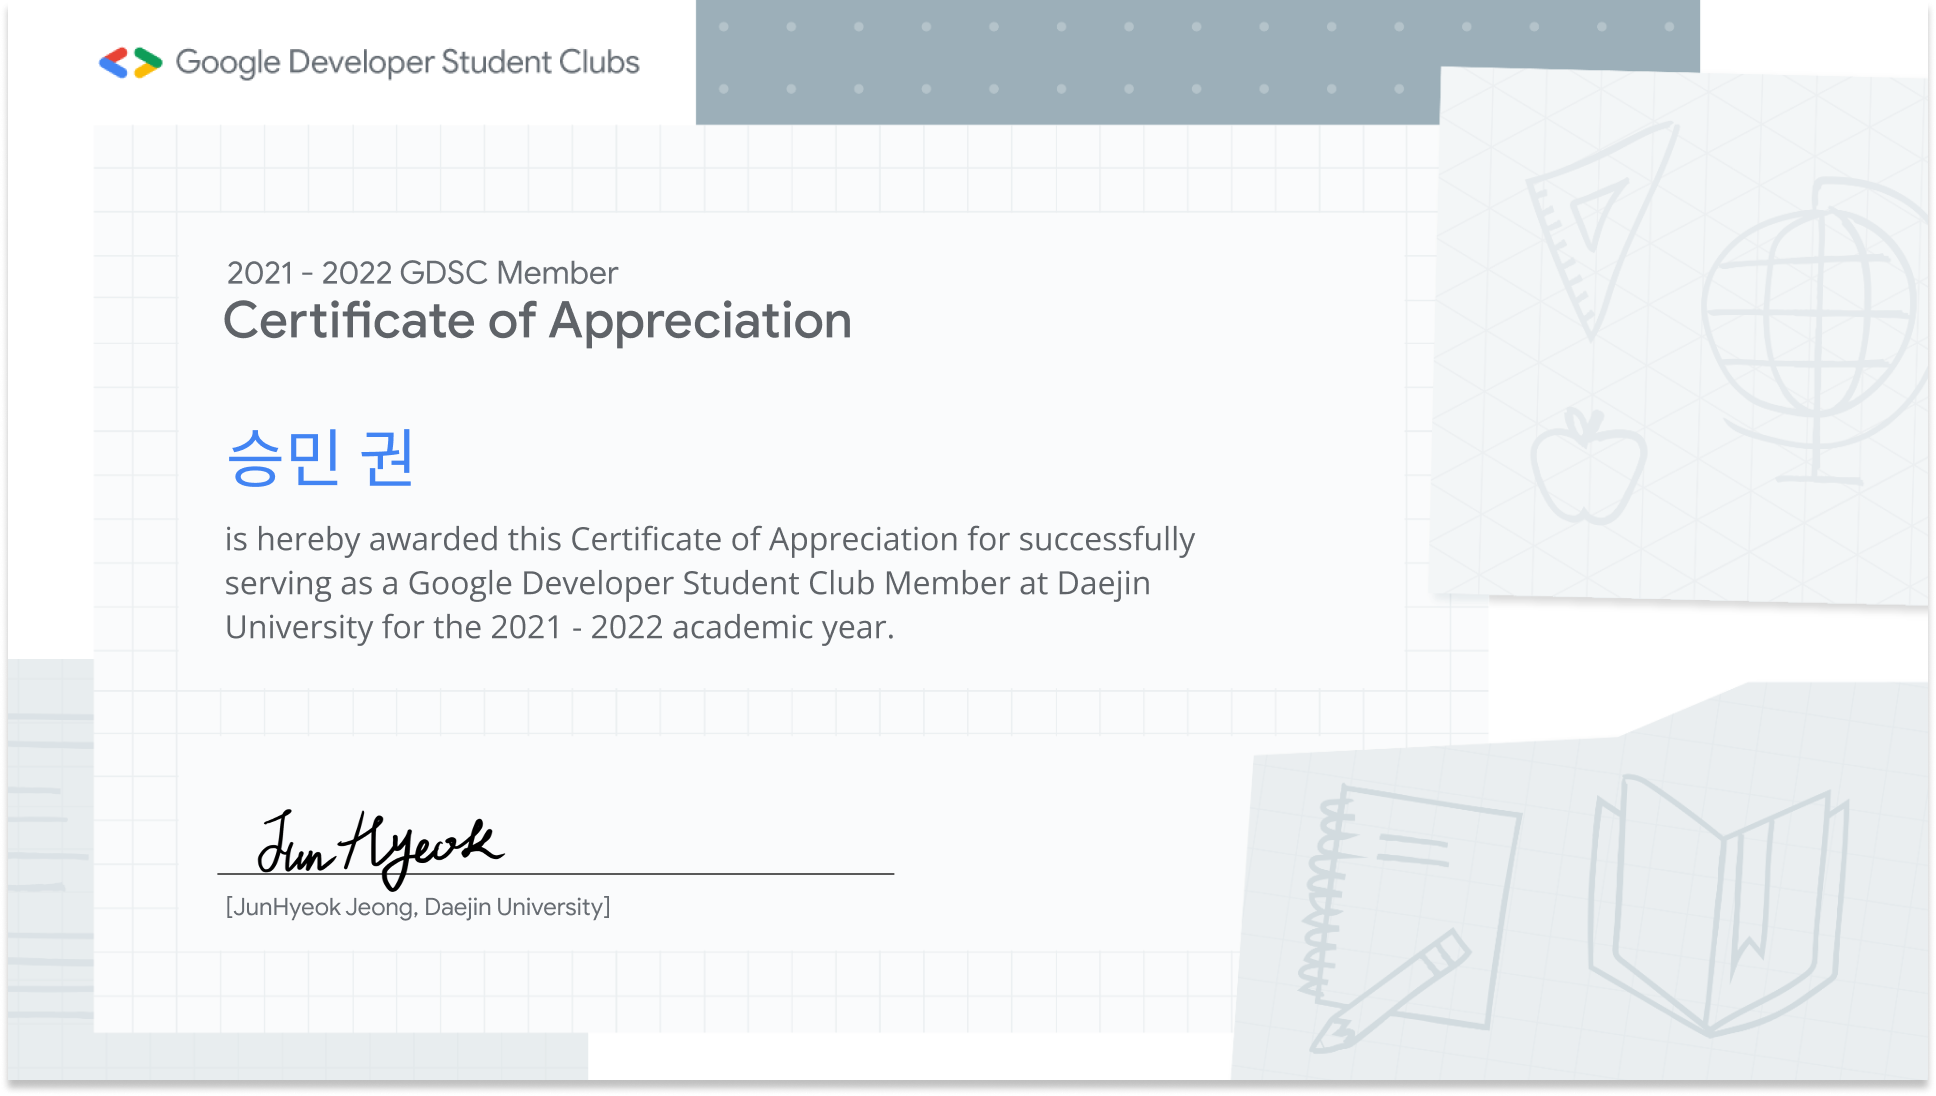 Google Developer Student Clubs
2021 - 2022 GDSC Member
Certificate of Appreciation
승민 권
is hereby awarded this Certificate of Appreciation for successfully
serving as a Google Developer Student Club Member at Daejin
University for the 2021 - 2022 academic year.
Jun Hyeok
[JunHyeok Jeong, Daejin University]